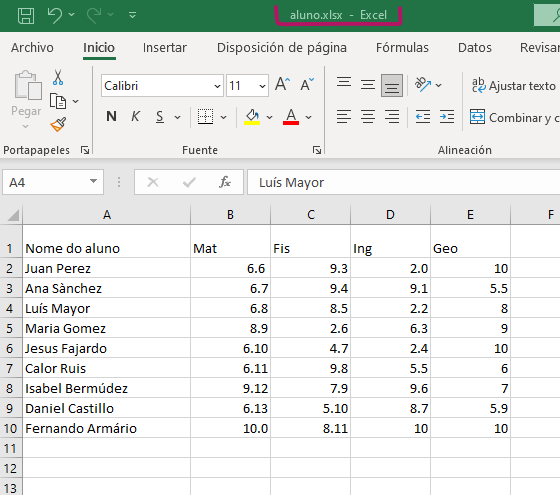 aluno.xlsx - Excel
Archivo Inicio Insertar Disposición de página Fórmulas Datos Revisar
Pegar
Calibri 11 A A
N K S A
ab Ajustar texto
Combinar y c
Portapapeles Fuente Alineación
A4 fx Luís Mayor
A B C D E F
1 Nome do aluno Mat Fis Ing Geo
2 Juan Perez 6.6 9.3 2.0 10
3 Ana Sànchez 6.7 9.4 9.1 5.5
4 Luís Mayor 6.8 8.5 2.2 8
5 Maria Gomez 8.9 2.6 6.3 9
6 Jesus Fajardo 6.10 4.7 2.4 10
7 Calor Ruis 6.11 9.8 5.5 6
8 Isabel Bermúdez 9.12 7.9 9.6 7
9 Daniel Castillo 6.13 5.10 8.7 5.9
10 Fernando Armário 10.0 8.11 10 10
11
12
13